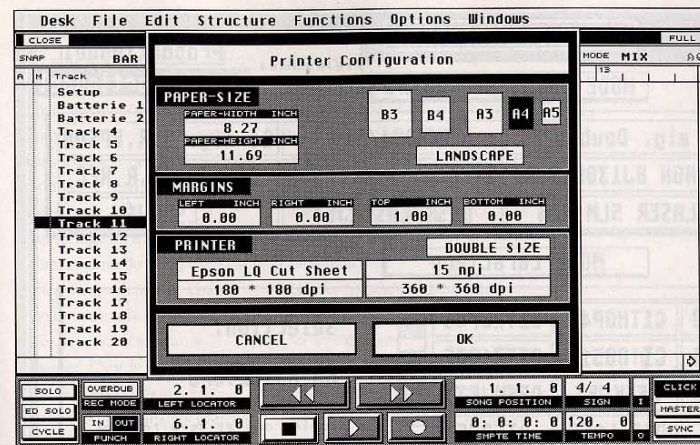 Desk File Edit Structure Functions Options Windows
CLOSE
FULL
SNAP BAR
MODE MIX
A M Track
13
Setup
Batterie 1
Batterie 2
Track 4
Track 5
Track 6
Track 7
Track 8
Track 9
Track 10
Track 11
Track 12
Track 13
Track 14
Track 15
Track 16
Track 17
Track 18
Track 19
Track 20
Printer Configuration
PAPER-SIZE
PAPER-WIDTH INCH
8.27
PAPER-HEIGHT INCH
11.69
B3 B4 A3 A4 A5
LANDSCAPE
MARGINS
LEFT INCH RIGHT INCH TOP INCH BOTTOM INCH
0.00 0.00 1.00 0.00
PRINTER
DOUBLE SIZE
Epson LQ Cut Sheet 15 npi
180 * 180 dpi 360 * 360 dpi
CANCEL OK
SOLO OVERDUB 2. 1. 0 1. 1. 0 4/ 4 CLICK
REC MODE LEFT LOCATOR SONG POSITION SIGN I
ED SOLO MASTER
CYCLE IN OUT 6. 1. 0 0: 0: 0: 0 120. 0 SYNC
PUNCH RIGHT LOCATOR SMPTE TIME TEMPO O